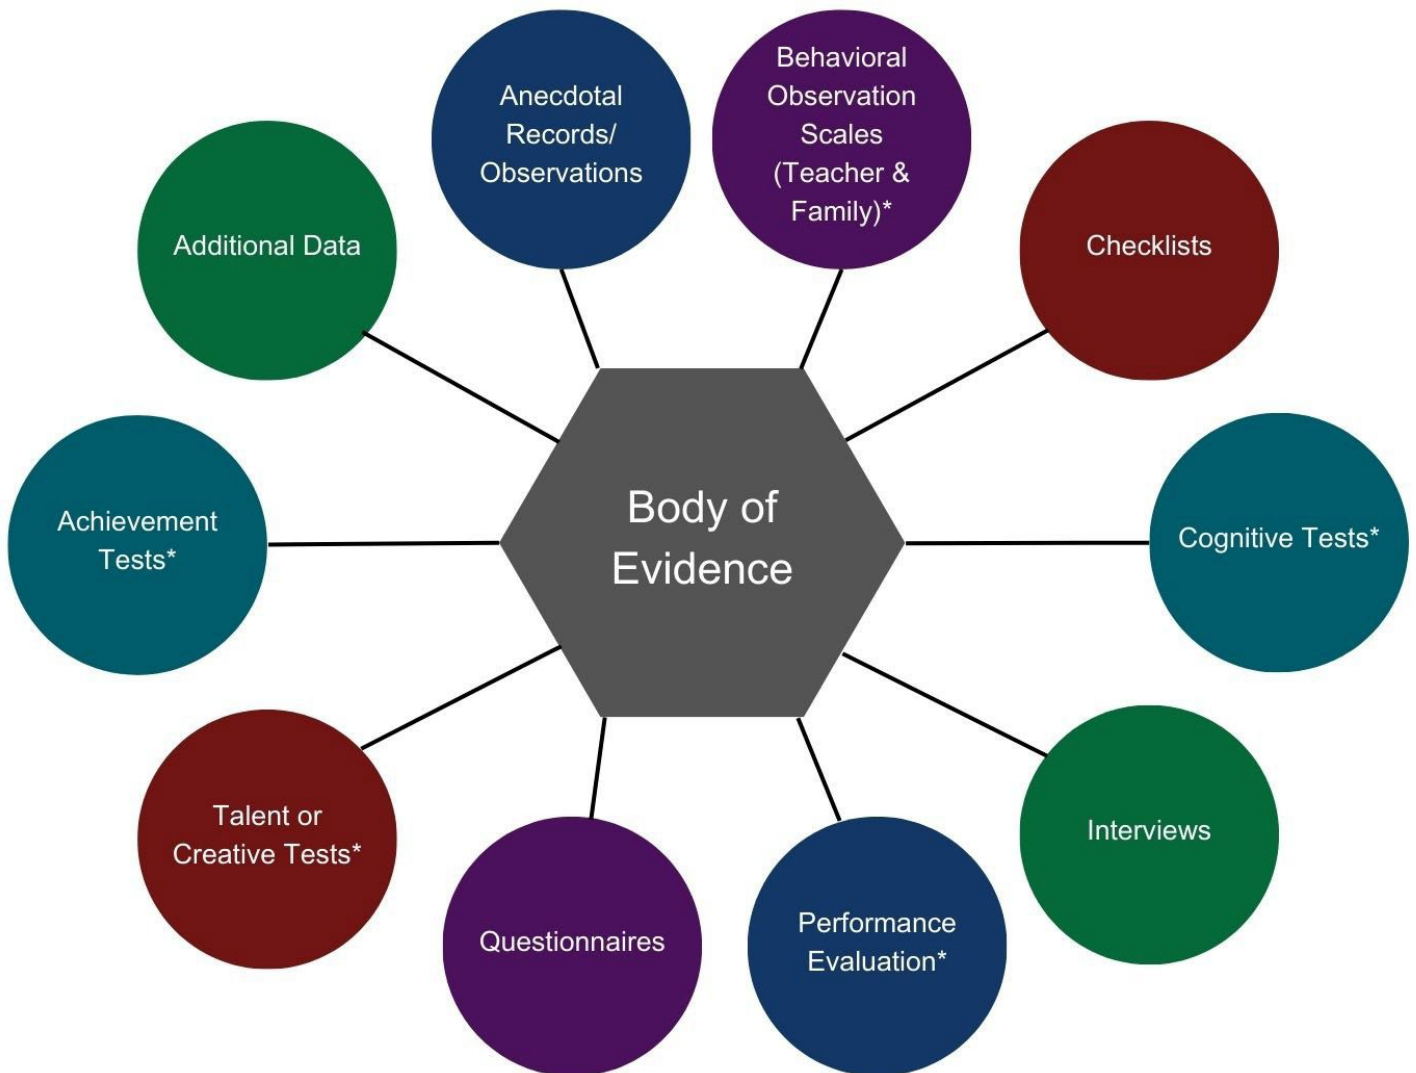 Anecdotal
Records/
Observations
Behavioral
Observation
Scales
(Teacher &
Family)*
Additional Data
Checklists
Achievement
Tests*
Body of
Evidence
Cognitive Tests*
Talent or
Creative Tests*
Questionnaires
Performance
Evaluation*
Interviews